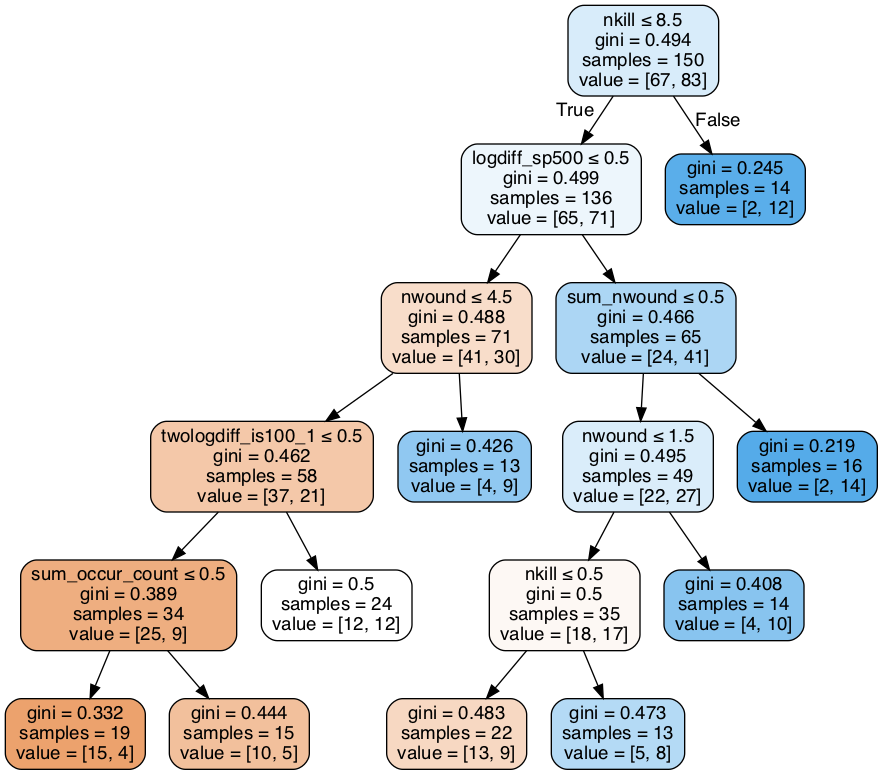 nkill ≤ 8.5
gini = 0.494
samples = 150
value = [67, 83]
True
False
logdiff_sp500 ≤ 0.5
gini = 0.499
samples = 136
value = [65, 71]
gini = 0.245
samples = 14
value = [2, 12]
nwound ≤ 4.5
gini = 0.488
samples = 71
value = [41, 30]
sum_nwound ≤ 0.5
gini = 0.466
samples = 65
value = [24, 41]
twologdiff_is100_1 ≤ 0.5
gini = 0.462
samples = 58
value = [37, 21]
gini = 0.426
samples = 13
value = [4, 9]
nwound ≤ 1.5
gini = 0.495
samples = 49
value = [22, 27]
gini = 0.219
samples = 16
value = [2, 14]
sum_occur_count ≤ 0.5
gini = 0.389
samples = 34
value = [25, 9]
gini = 0.5
samples = 24
value = [12, 12]
nkill ≤ 0.5
gini = 0.5
samples = 35
value = [18, 17]
gini = 0.408
samples = 14
value = [4, 10]
gini = 0.332
samples = 19
value = [15, 4]
gini = 0.444
samples = 15
value = [10, 5]
gini = 0.483
samples = 22
value = [13, 9]
gini = 0.473
samples = 13
value = [5, 8]